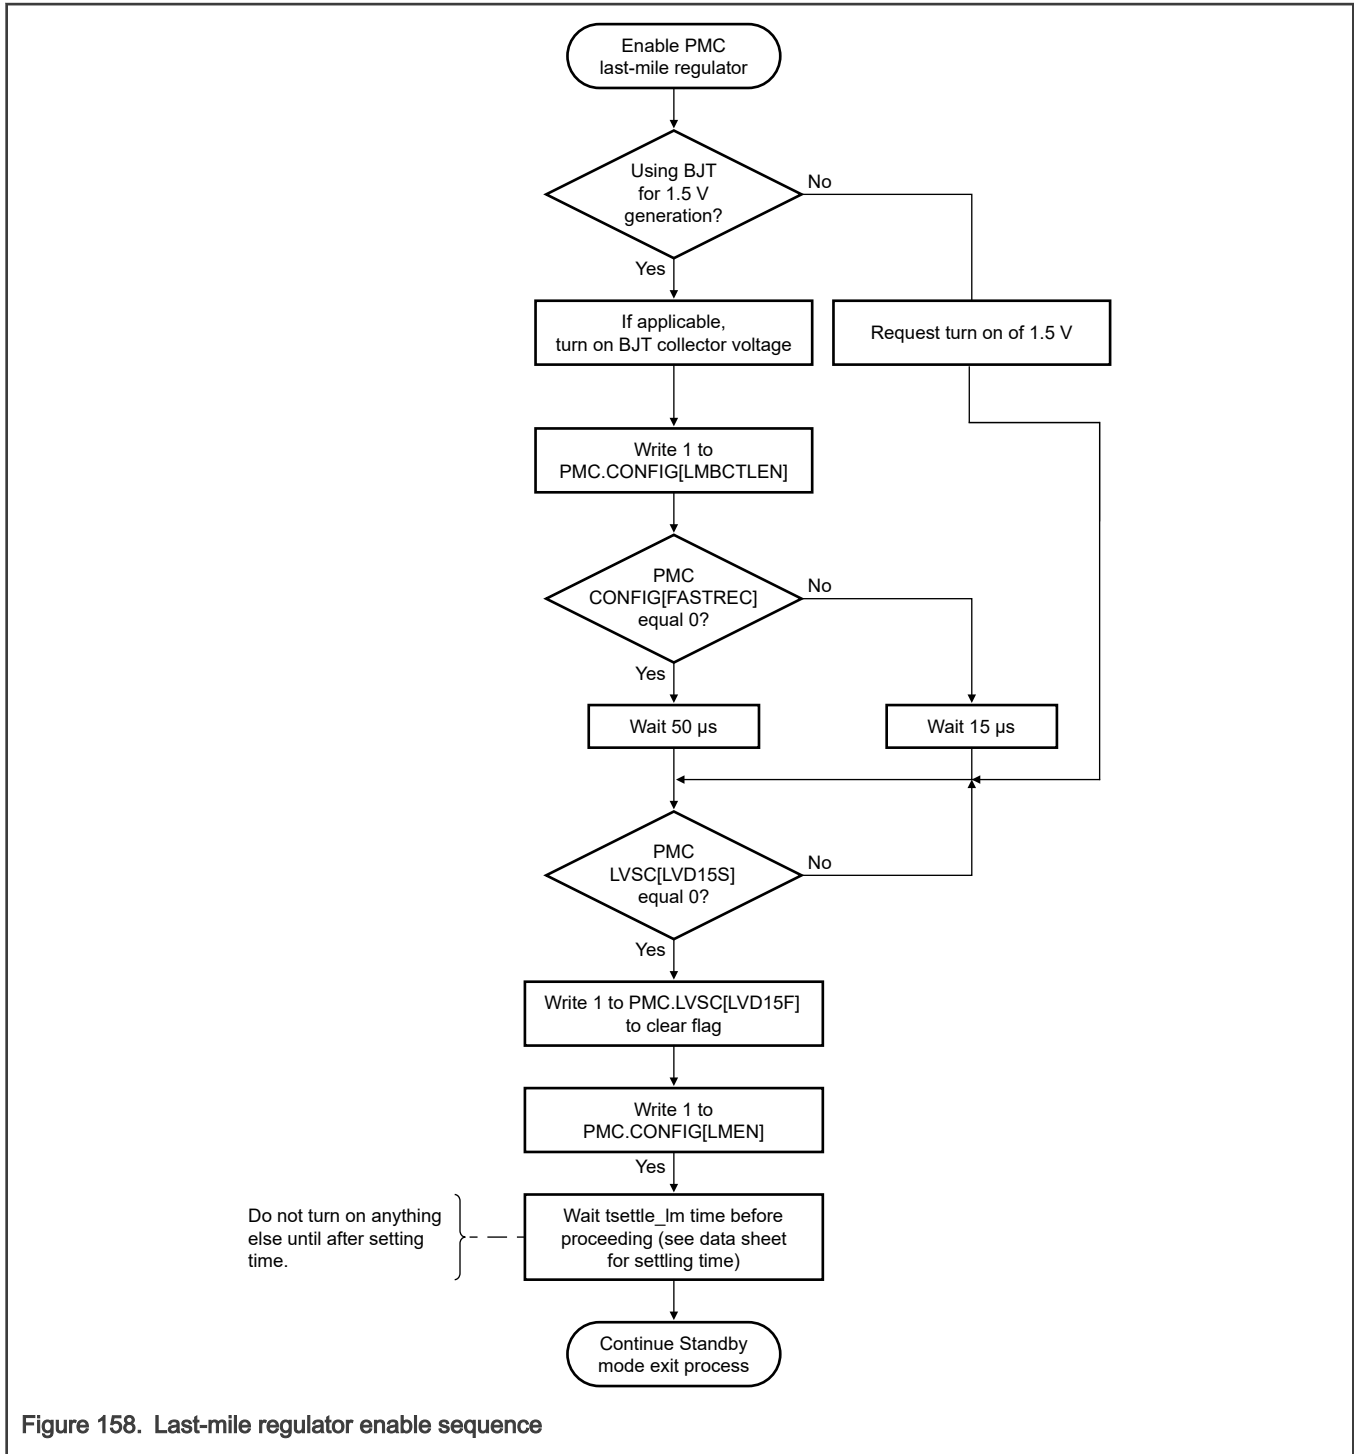 Enable PMC
last-mile regulator
Using BJT
for 1.5 V
generation?
No
Yes
If applicable,
turn on BJT collector voltage
Request turn on of 1.5 V
Write 1 to
PMC.CONFIG[LMBCTLEN]
PMC
CONFIG[FASTREC]
equal 0?
No
Yes
Wait 50 µs
Wait 15 µs
PMC
LVSC[LVD15S]
equal 0?
No
Yes
Write 1 to PMC.LVSC[LVD15F]
to clear flag
Write 1 to
PMC.CONFIG[LMEN]
Yes
Do not turn on anything
else until after setting
time.
Wait tsettle_lm time before
proceeding (see data sheet
for settling time)
Continue Standby
mode exit process
Figure 158. Last-mile regulator enable sequence